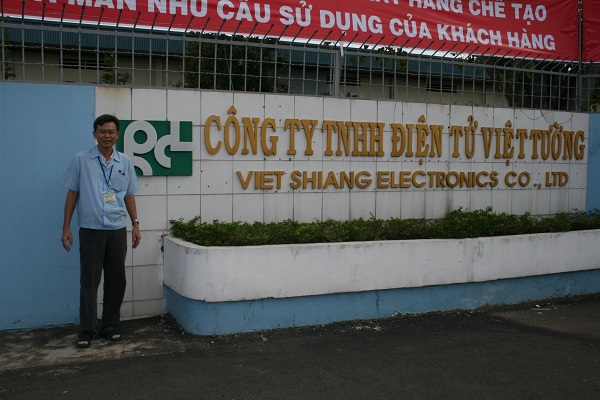 MÃN NHU CẦU SỬ DỤNG CỦA KHÁCH HÀNG
HÀNG CHẾ TẠO
CÔNG TY TNHH ĐIỆN TỬ VIỆT TƯỜNG
VIET SHIANG ELECTRONICS CO., LTD